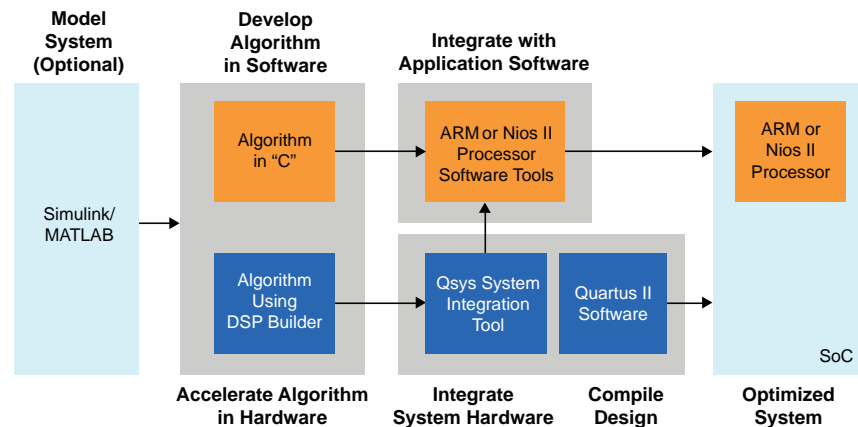 Model
System
(Optional)
Develop
Algorithm
in Software
Integrate with
Application Software
Simulink/
MATLAB
Algorithm
in “C”
ARM or Nios II
Processor
Software Tools
ARM or
Nios II
Processor
Algorithm
Using
DSP Builder
Qsys System
Integration
Tool
Quartus II
Software
SoC
Accelerate Algorithm
in Hardware
Integrate
System Hardware
Compile
Design
Optimized
System